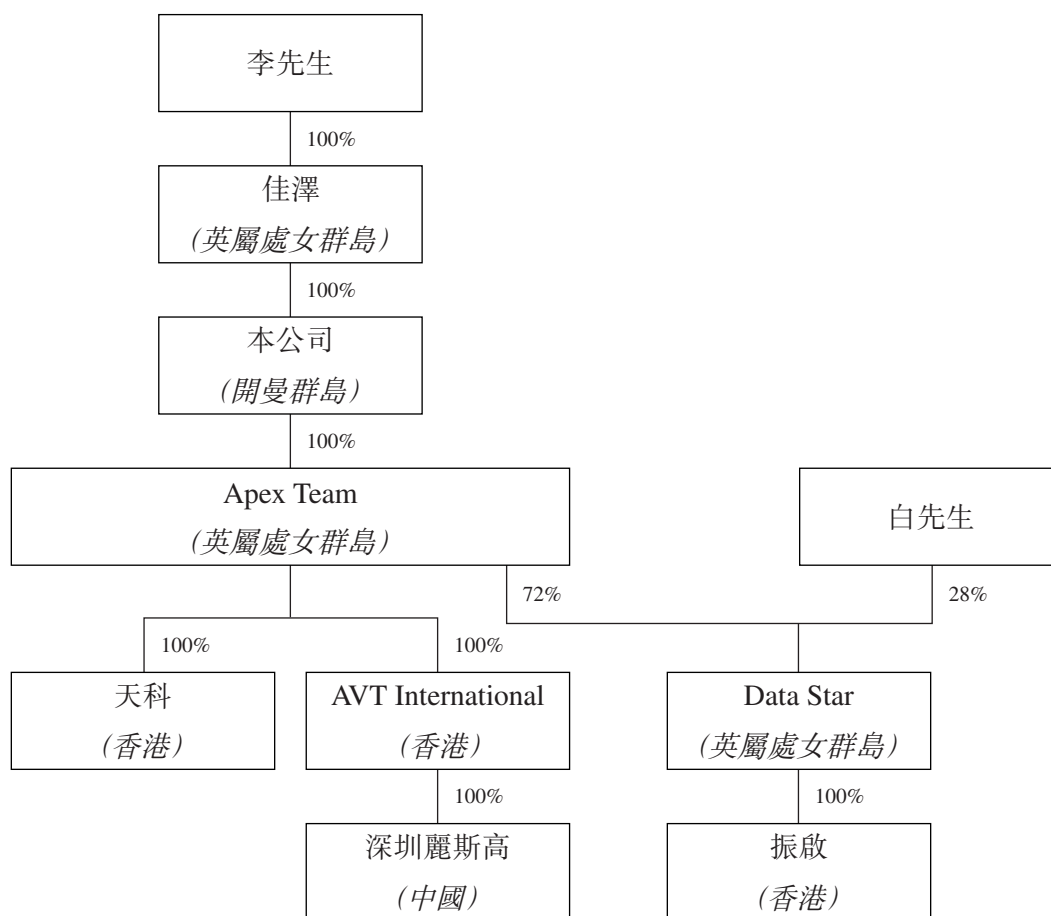 李先生
100%
佳澤
(英屬處女群島)
100%
本公司
(開曼群島)
100%
Apex Team
(英屬處女群島)
白先生
72%
28%
100%
100%
天科
(香港)
AVT International
(香港)
Data Star
(英屬處女群島)
100%
100%
深圳麗斯高
(中國)
振啟
(香港)